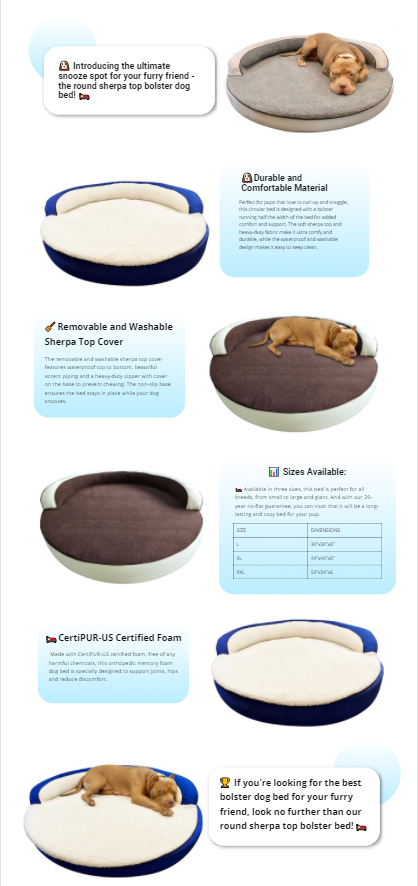 🐶 Introducing the ultimate
snooze spot for your furry friend -
the round sherpa top bolster dog
bed! 🛏️
🐶Durable and
Comfortable Material
Perfect for pups that love to curl up and snuggle,
this circular bed is designed with a bolster
running half the width of the bed for added
comfort and support. The soft sherpa top and
heavy-duty fabric make it ultra comfy and
durable, while the waterproof and washable
design makes it easy to keep clean.
🧹 Removable and Washable
Sherpa Top Cover
The removable and washable sherpa top cover
features waterproof top to bottom, beautiful
accent piping and a heavy-duty zipper with cover
on the base to prevent chewing. The non-slip base
ensures the bed stays in place while your dog
snoozes.
📊 Sizes Available:
🛏️ Available in three sizes, this bed is perfect for all
breeds, from small to large and giant. And with our 20-
year no-flat guarantee, you can trust that it will be a long-
lasting and cozy bed for your pup.
SIZE DIMENSIONS
L 34"x34"x6"
XL 44"x44"x6"
XXL 54"x54"x6
🛏️ CertiPUR-US Certified Foam
Made with CertiPUR-US certified foam, free of any
harmful chemicals, this orthopedic memory foam
dog bed is specially designed to support joints, hips
and reduce discomfort.
🏆 If you're looking for the best
bolster dog bed for your furry
friend, look no further than our
round sherpa top bolster bed! 🛏️